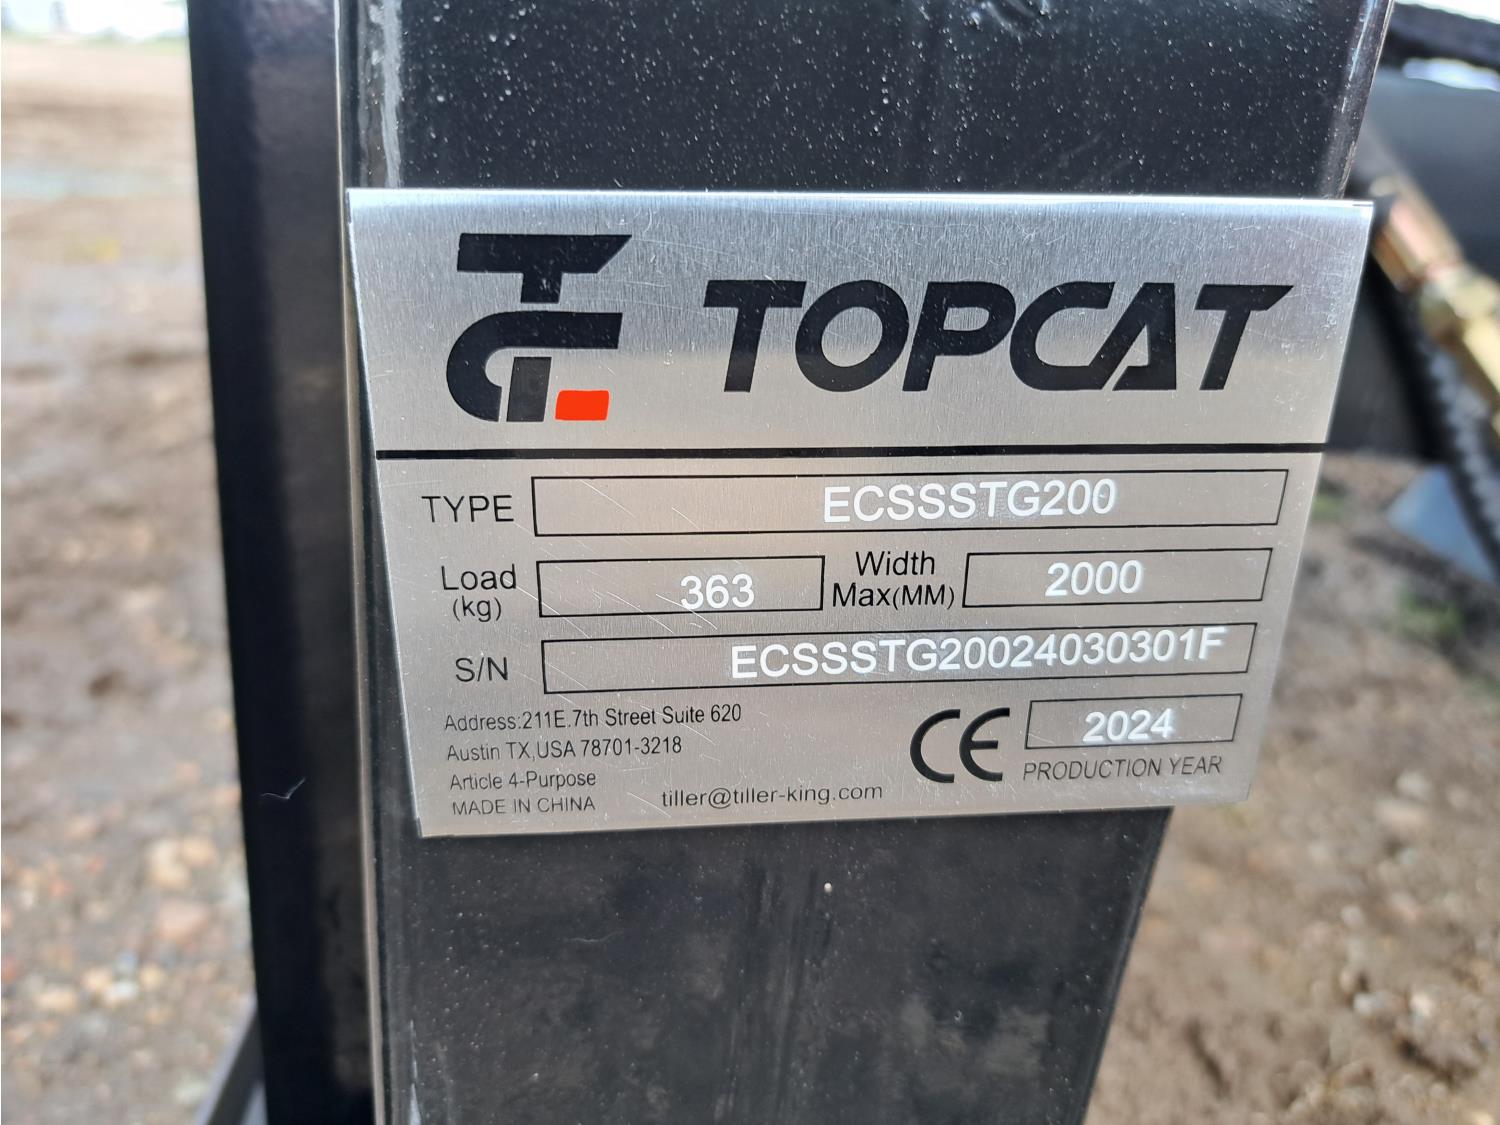 TG
TOPCAT
TYPE ECSSSTG200
Load (kg) 363 Width Max(MM) 2000
S/N ECSSSTG20024030301F
Address:211E.7th Street Suite 620
Austin TX,USA 78701-3218
Article 4-Purpose
MADE IN CHINA
tiller@tiller-king.com
CE 2024
PRODUCTION YEAR